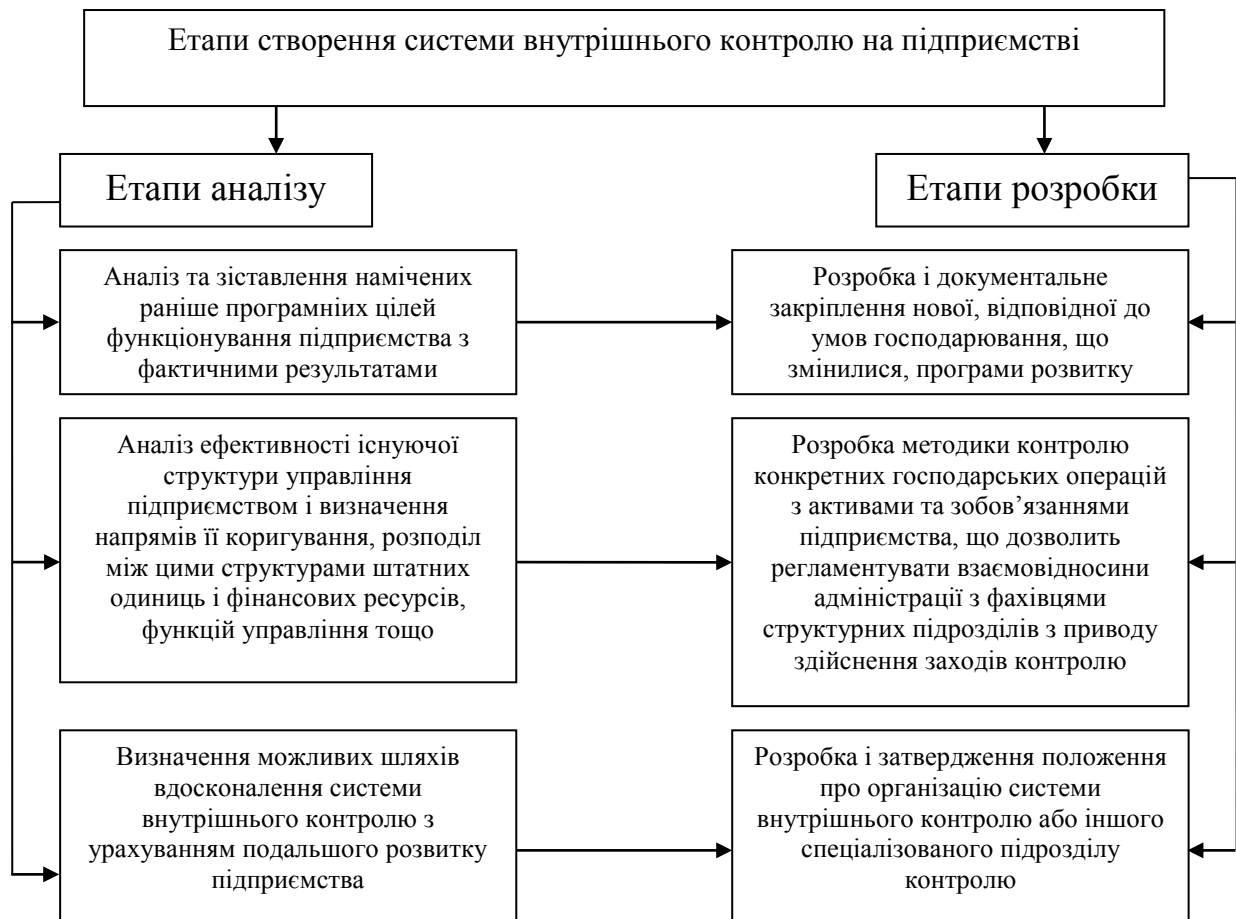 Етапи створення системи внутрішнього контролю на підприємстві
Етапи аналізу
Етапи розробки
Аналіз та зіставлення намічених
раніше програмніих цілей
функціонування підприємства з
фактичними результатами
Розробка і документальне
закріплення нової, відповідної до
умов господарювання, що
змінилися, програми розвитку
Аналіз ефективності існуючої
структури управління
підприємством і визначення
напрямів її коригування, розподіл
між цими структурами штатних
одиниць і фінансових ресурсів,
функцій управління тощо
Розробка методики контролю
конкретних господарських операцій
з активами та зобов’язаннями
підприємства, що дозволить
регламентувати взаємовідносини
адміністрації з фахівцями
структурних підрозділів з приводу
здійснення заходів контролю
Визначення можливих шляхів
вдосконалення системи
внутрішнього контролю з
урахуванням подальшого розвитку
підприємства
Розробка і затвердження положення
про організацію системи
внутрішнього контролю або іншого
спеціалізованого підрозділу
контролю